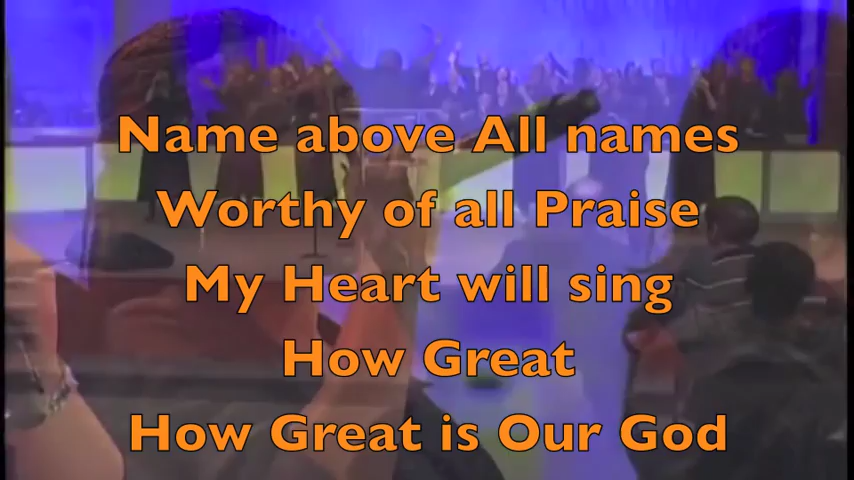 Name above All names
Worthy of all Praise
My Heart will sing
How Great
How Great is Our God